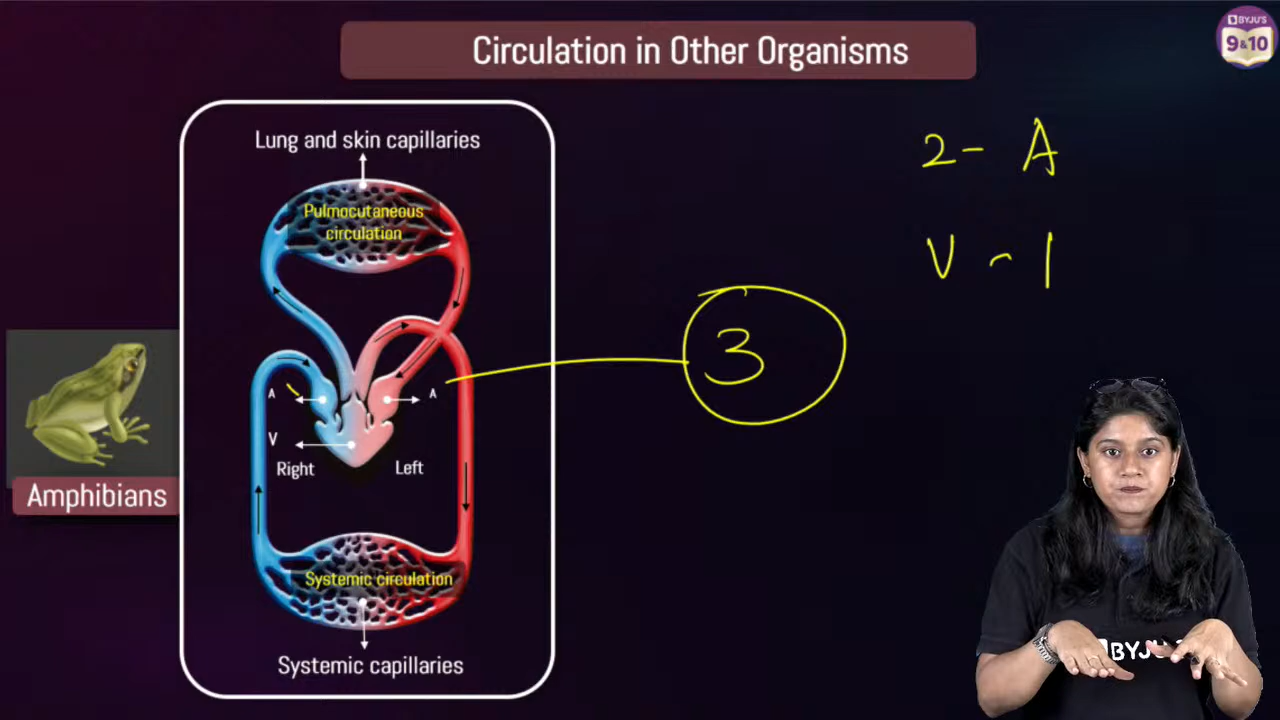 Circulation in Other Organisms
BYJU'S
9&10
Lung and skin capillaries
Pulmocutaneous
circulation
2 - A
V - 1
3
A
A
V
Right
Left
Amphibians
Systemic circulation
Systemic capillaries
BYJU'S